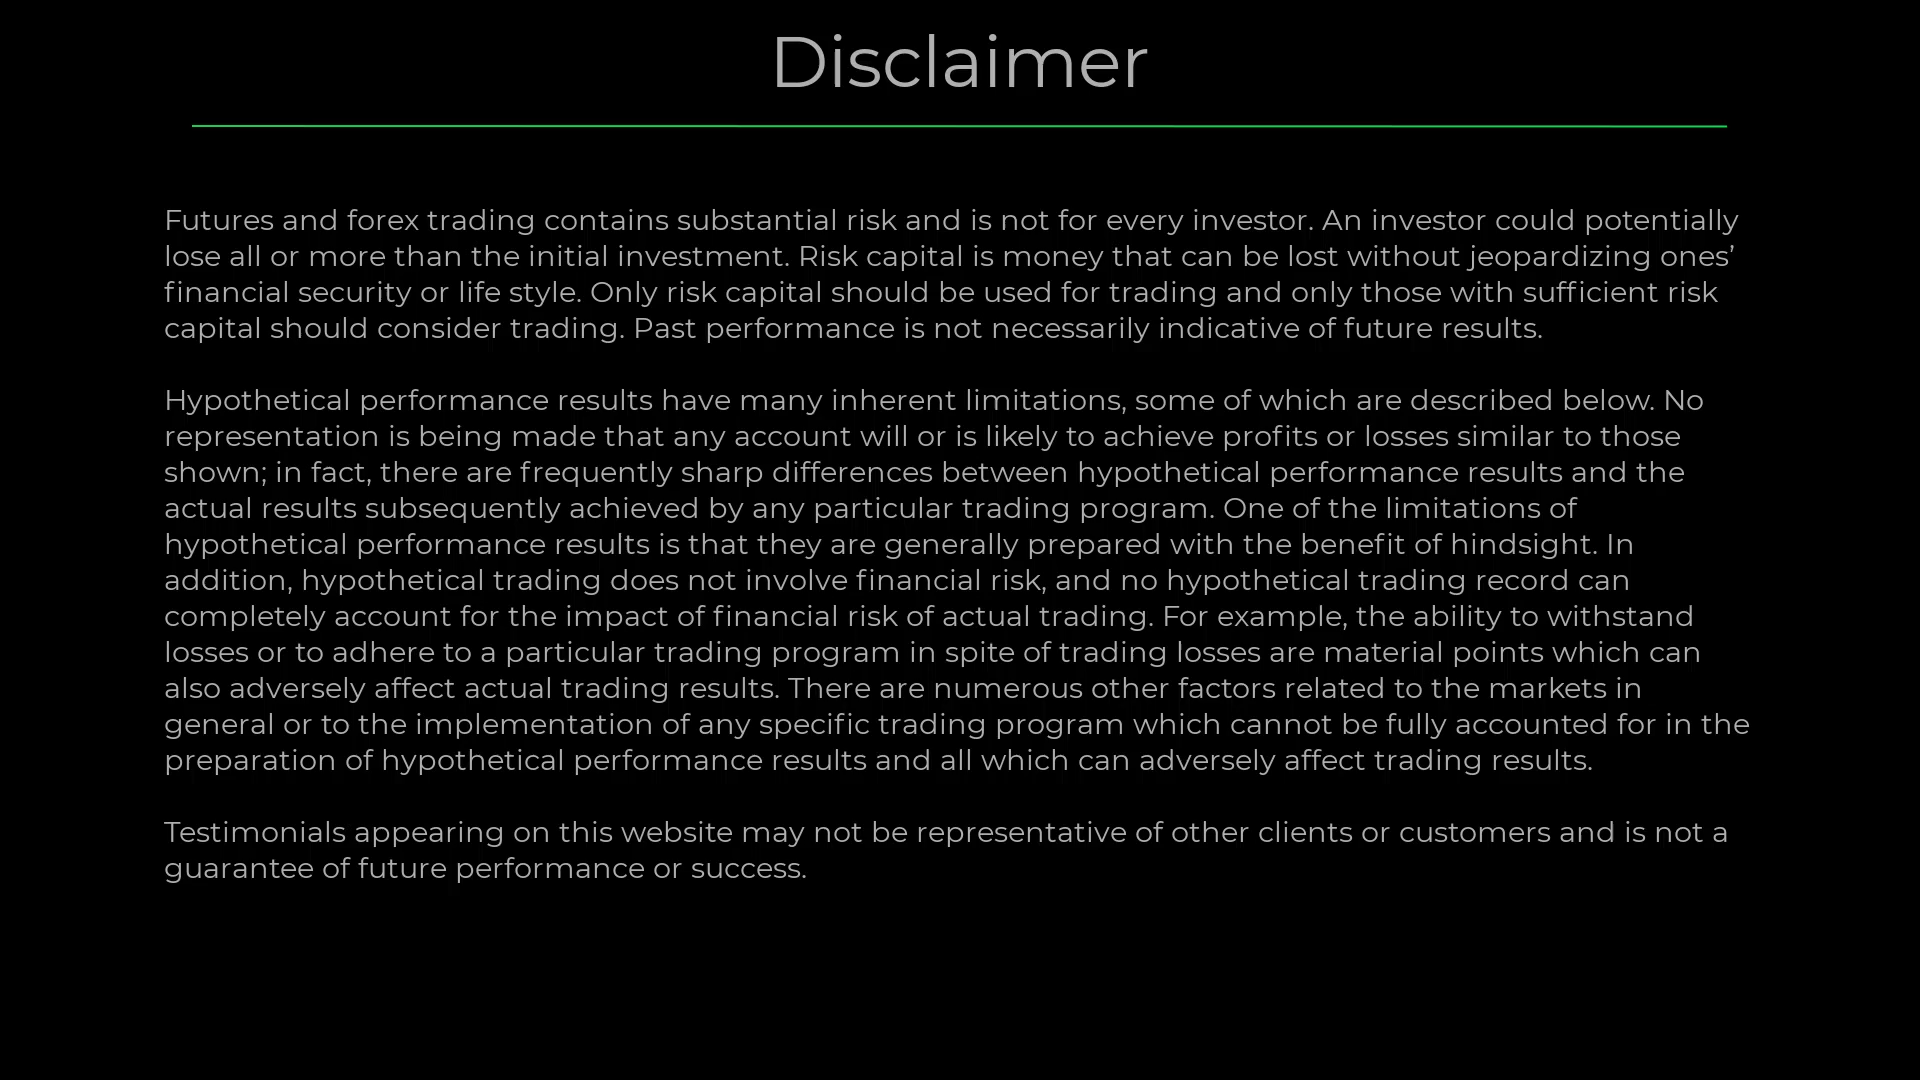 Disclaimer
Futures and forex trading contains substantial risk and is not for every investor. An investor could potentially
lose all or more than the initial investment. Risk capital is money that can be lost without jeopardizing ones’
financial security or life style. Only risk capital should be used for trading and only those with sufficient risk
capital should consider trading. Past performance is not necessarily indicative of future results.
Hypothetical performance results have many inherent limitations, some of which are described below. No
representation is being made that any account will or is likely to achieve profits or losses similar to those
shown; in fact, there are frequently sharp differences between hypothetical performance results and the
actual results subsequently achieved by any particular trading program. One of the limitations of
hypothetical performance results is that they are generally prepared with the benefit of hindsight. In
addition, hypothetical trading does not involve financial risk, and no hypothetical trading record can
completely account for the impact of financial risk of actual trading. For example, the ability to withstand
losses or to adhere to a particular trading program in spite of trading losses are material points which can
also adversely affect actual trading results. There are numerous other factors related to the markets in
general or to the implementation of any specific trading program which cannot be fully accounted for in the
preparation of hypothetical performance results and all which can adversely affect trading results.
Testimonials appearing on this website may not be representative of other clients or customers and is not a
guarantee of future performance or success.